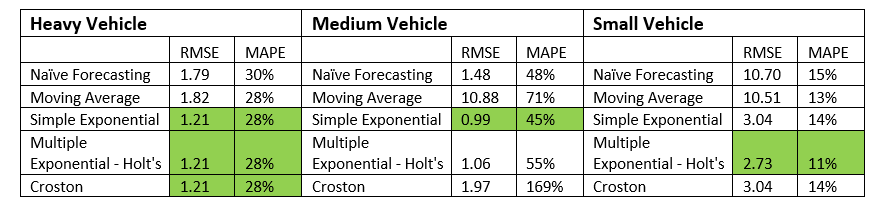 Heavy Vehicle Medium Vehicle Small Vehicle
RMSE MAPE RMSE MAPE RMSE MAPE
Naïve Forecasting 1.79 30% Naïve Forecasting 1.48 48% Naïve Forecasting 10.70 15%
Moving Average 1.82 28% Moving Average 10.88 71% Moving Average 10.51 13%
Simple Exponential 1.21 28% Simple Exponential 0.99 45% Simple Exponential 3.04 14%
Multiple Multiple Multiple
Exponential - Holt's 1.21 28% Exponential - Holt's 1.06 55% Exponential - Holt's 2.73 11%
Croston 1.21 28% Croston 1.97 169% Croston 3.04 14%